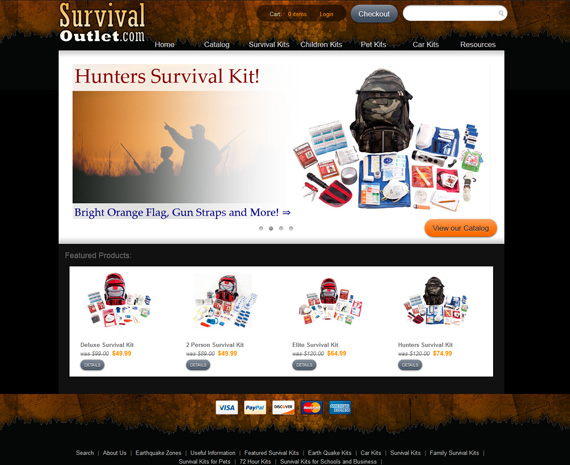 Survival
Outlet.com
Cart: 0 items Login
Checkout
Home Catalog Survival Kits Children Kits Pet Kits Car Kits Resources
Hunters Survival Kit!
Bright Orange Flag, Gun Straps and More! ⇒
View our Catalog
Featured Products:
Deluxe Survival Kit
was $99.00 $49.99
DETAILS
2 Person Survival Kit
was $89.00 $49.99
DETAILS
Elite Survival Kit
was $120.00 $64.99
DETAILS
Hunters Survival Kit
was $120.00 $74.99
DETAILS
VISA PayPal DISCOVER MasterCard
Search | About Us | Earthquake Zones | Useful Information | Featured Survival Kits | Earth Quake Kits | Car Kits | Survival Kits | Family Survival Kits |
Survival Kits for Pets | 72 Hour Kits | Survival Kits for Schools and Business |